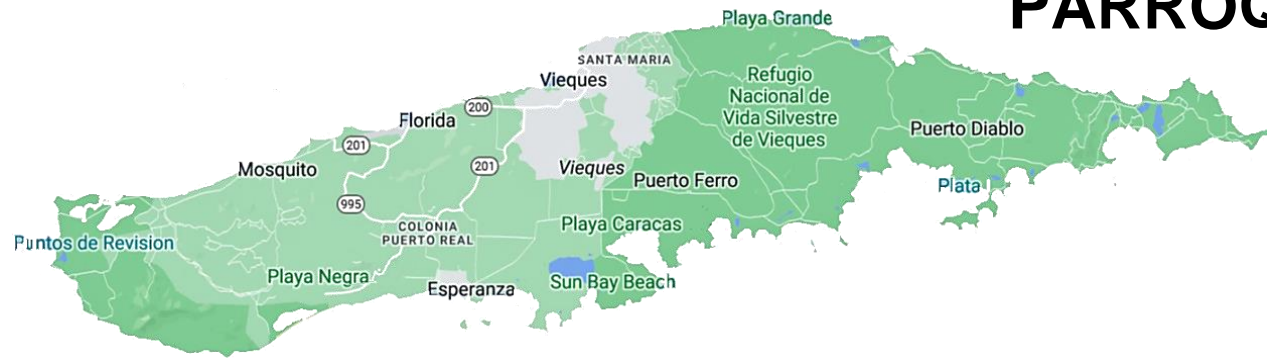 PARROQ
Playa Grande
SANTA MARIA
Vieques
Refugio
Nacional de
Vida Silvestre
de Vieques
200
Florida
Puerto Diablo
201
201
Mosquito
Vieques
Puerto Ferro
Plata
995
COLONIA
PUERTO REAL
Playa Caracas
Puntos de Revision
Playa Negra
Esperanza
Sun Bay Beach